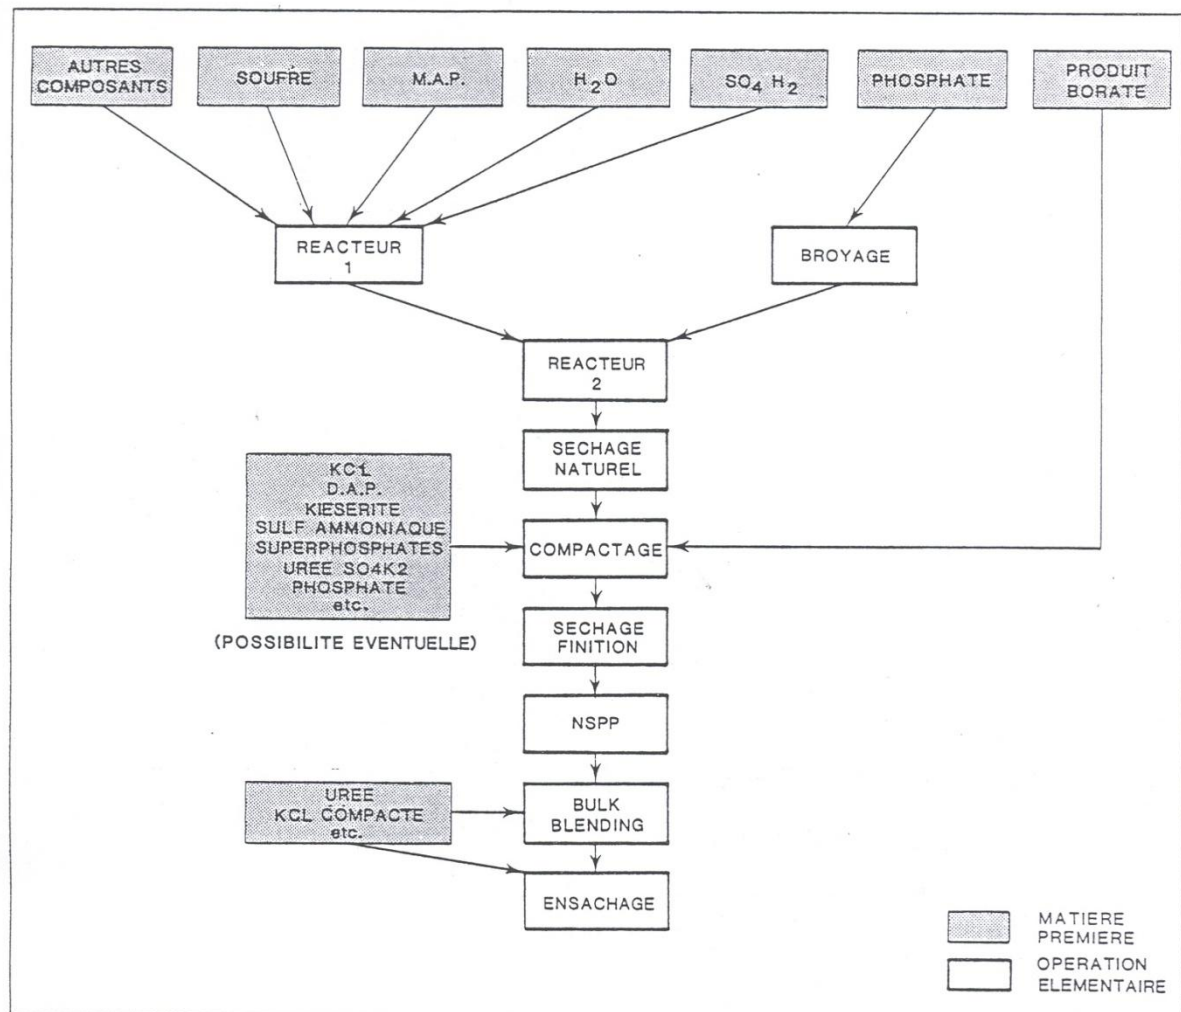 AUTRES
COMPOSANTS
SOUFRE
M.A.P.
H2O
SO4 H2
PHOSPHATE
PRODUIT
BORATE
REACTEUR
1
BROYAGE
REACTEUR
2
SECHAGE
NATUREL
KCL
D.A.P.
KIESERITE
SULF AMMONIAQUE
SUPERPHOSPHATES
UREE SO4K2
PHOSPHATE
etc.
(POSSIBILITE EVENTUELLE)
COMPACTAGE
SECHAGE
FINITION
NSPP
UREE
KCL COMPACTE
etc.
BULK
BLENDING
ENSACHAGE
MATIERE
PREMIERE
OPERATION
ELEMENTAIRE